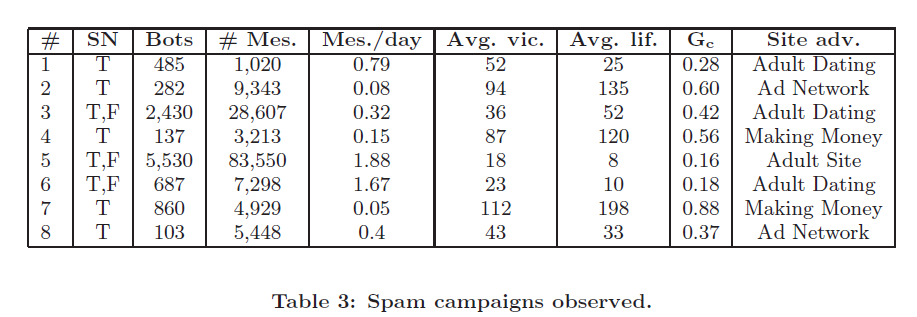 # SN Bots # Mes. Mes./day Avg. vic. Avg. lif. Gc Site adv.
1 T 485 1,020 0.79 52 25 0.28 Adult Dating
2 T 282 9,343 0.08 94 135 0.60 Ad Network
3 T,F 2,430 28,607 0.32 36 52 0.42 Adult Dating
4 T 137 3,213 0.15 87 120 0.56 Making Money
5 T,F 5,530 83,550 1.88 18 8 0.16 Adult Site
6 T,F 687 7,298 1.67 23 10 0.18 Adult Dating
7 T 860 4,929 0.05 112 198 0.88 Making Money
8 T 103 5,448 0.4 43 33 0.37 Ad Network
Table 3: Spam campaigns observed.